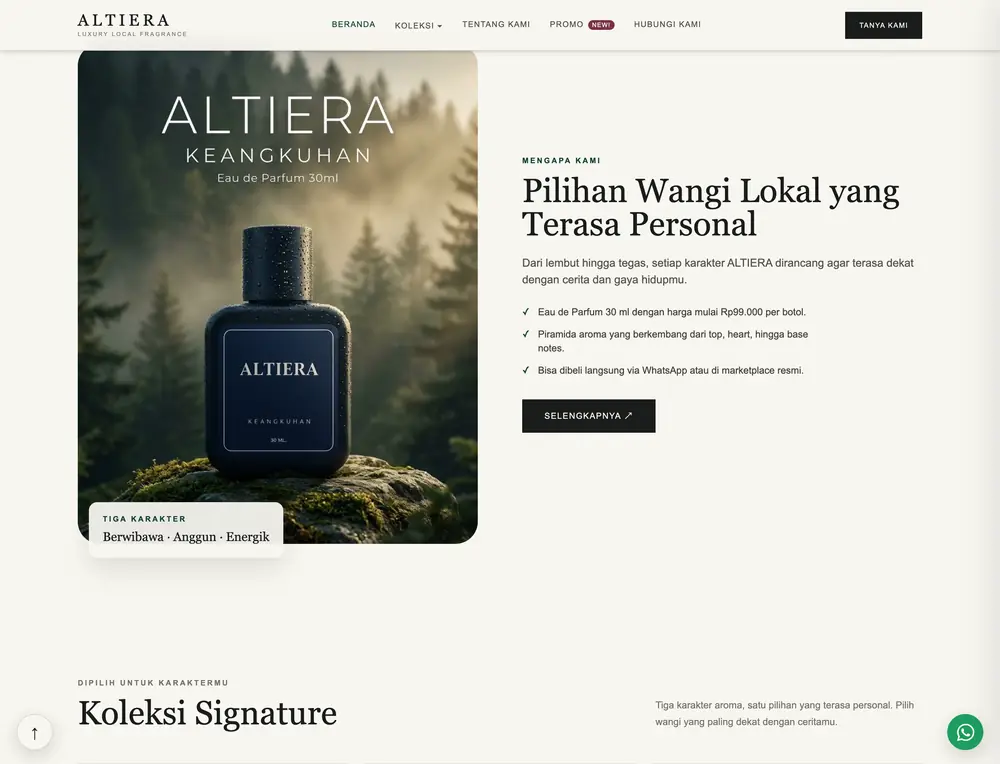 ALTIERA
LUXURY LOCAL FRAGRANCE
BERANDA
KOLEKSI
TENTANG KAMI
PROMO NEW!
HUBUNGI KAMI
TANYA KAMI
ALTIERA
KEANGKUHAN
Eau de Parfum 30ml
ALTIERA
KEANGKUHAN
30 ML
TIGA KARAKTER
Berwibawa · Anggun · Energik
MENGAPA KAMI
Pilihan Wangi Lokal yang
Terasa Personal
Dari lembut hingga tegas, setiap karakter ALTIERA dirancang agar terasa dekat
dengan cerita dan gaya hidupmu.
✓ Eau de Parfum 30 ml dengan harga mulai Rp99.000 per botol.
✓ Piramida aroma yang berkembang dari top, heart, hingga base
notes.
✓ Bisa dibeli langsung via WhatsApp atau di marketplace resmi.
SELENGKAPNYA ↗
DIPILIH UNTUK KARAKTERMU
Koleksi Signature
Tiga karakter aroma, satu pilihan yang terasa personal. Pilih
wangi yang paling dekat dengan ceritamu.
↑